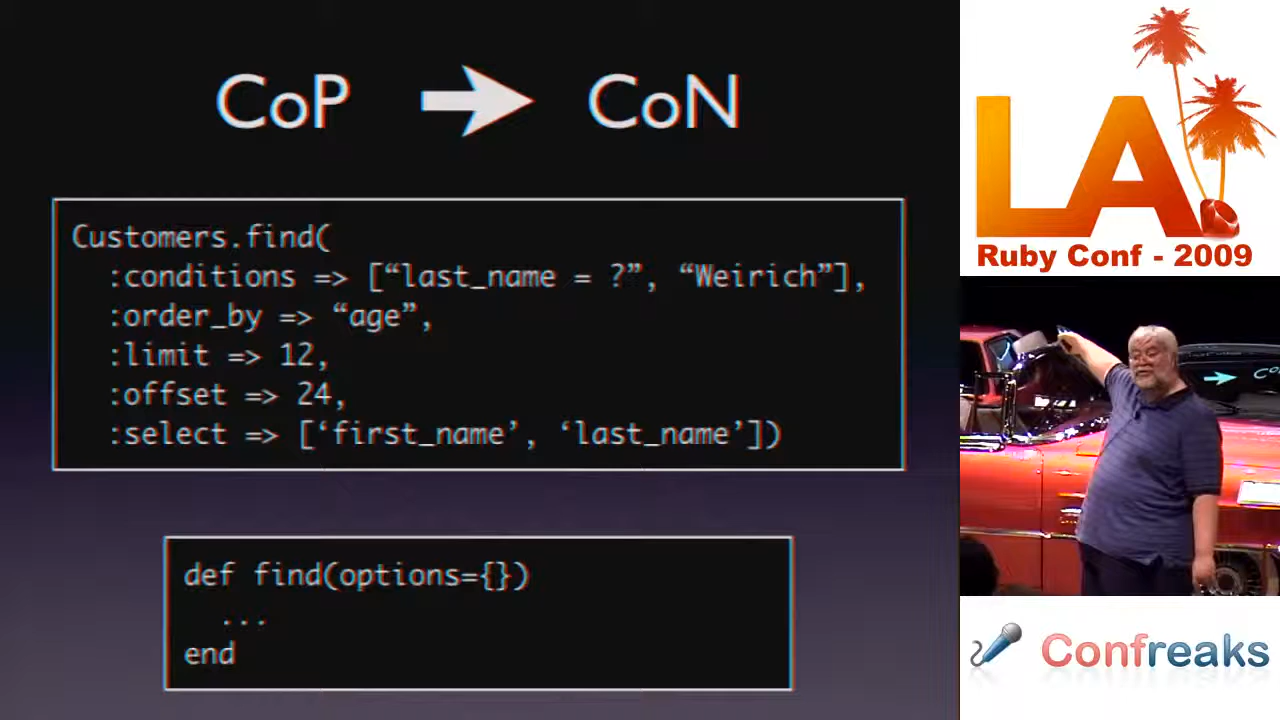 CoP → CoN
Customers.find(
:conditions => [“last_name = ?”, “Weirich”],
:order_by => “age”,
:limit => 12,
:offset => 24,
:select => [‘first_name’, ‘last_name’])
def find(options={})
...
end
LA
Ruby Conf - 2009
Confreaks